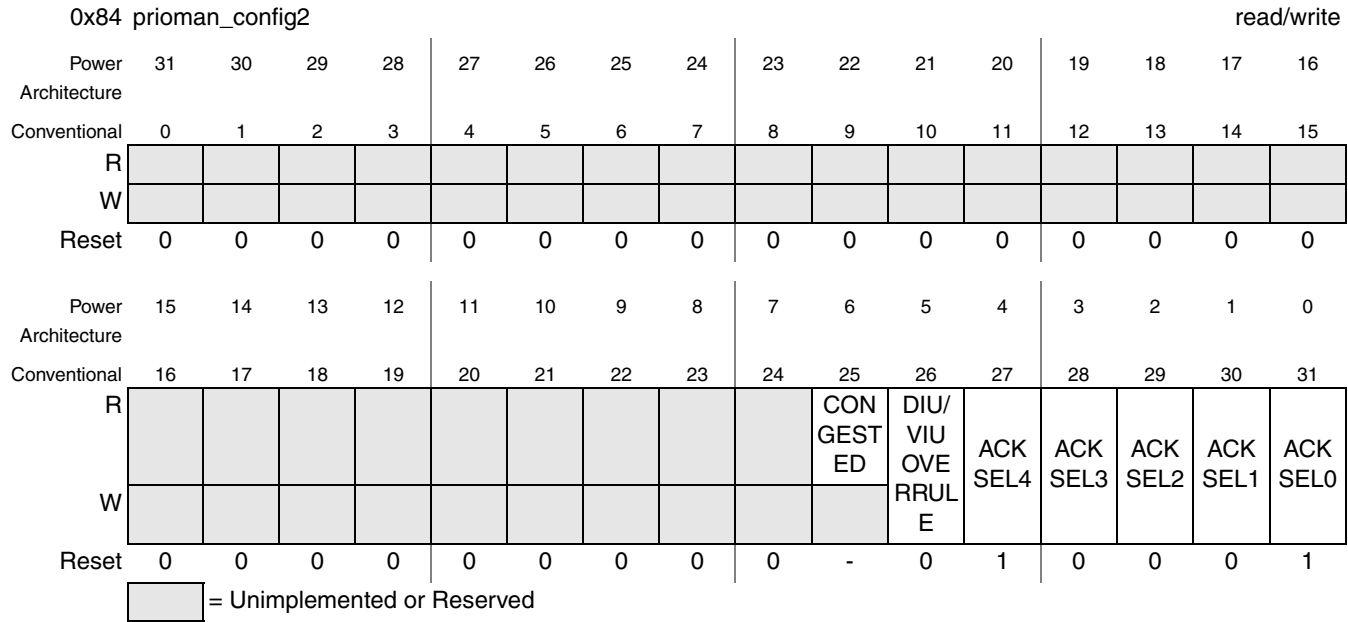 0x84 prioman_config2 read/write
Power Architecture 31 30 29 28 27 26 25 24 23 22 21 20 19 18 17 16
Conventional 0 1 2 3 4 5 6 7 8 9 10 11 12 13 14 15
R
W
Reset 0 0 0 0 0 0 0 0 0 0 0 0 0 0 0 0
Power Architecture 15 14 13 12 11 10 9 8 7 6 5 4 3 2 1 0
Conventional 16 17 18 19 20 21 22 23 24 25 26 27 28 29 30 31
R CON GEST ED DIU/ VIU OVE RRUL E ACK SEL4 ACK SEL3 ACK SEL2 ACK SEL1 ACK SEL0
W
Reset 0 0 0 0 0 0 0 0 0 - 0 1 0 0 0 1
= Unimplemented or Reserved